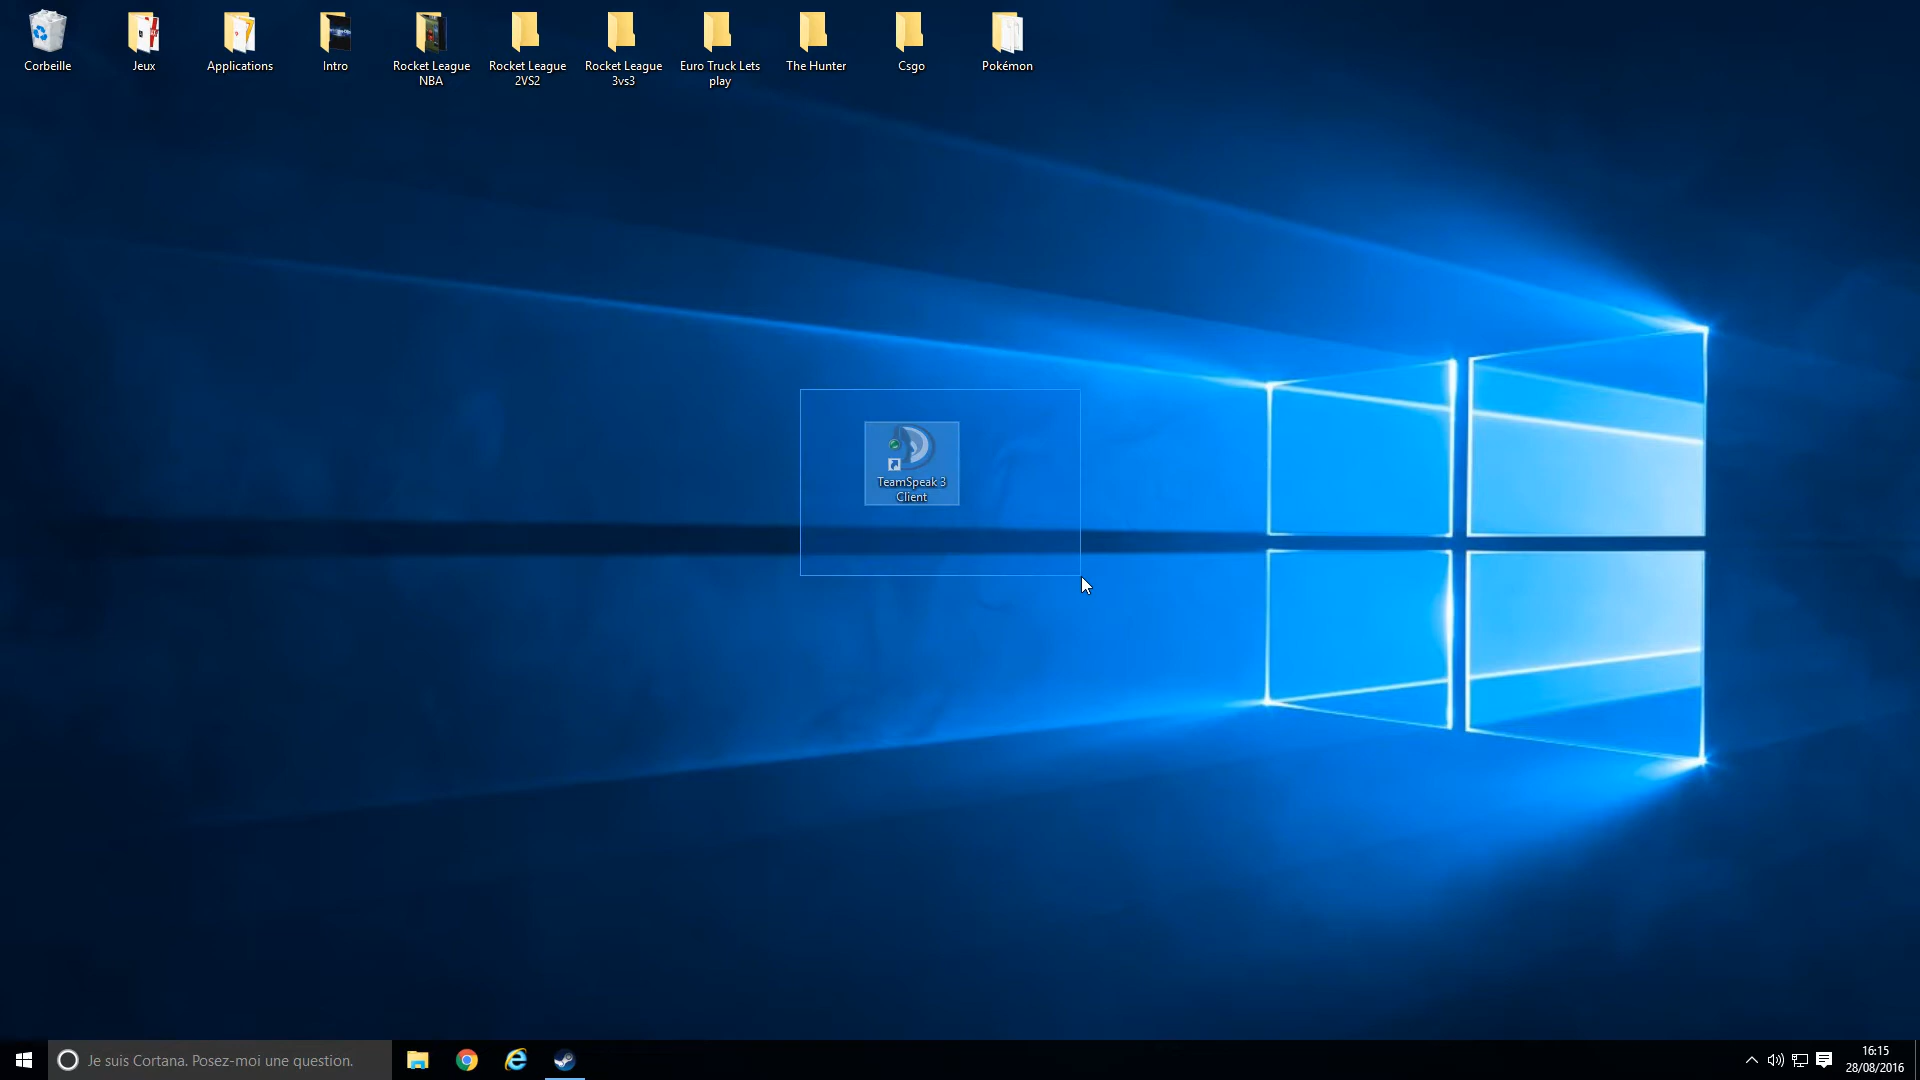 Corbeille
Jeux
Applications
Intro
Rocket League
NBA
Rocket League
2VS2
Rocket League
3vs3
Euro Truck Lets
play
The Hunter
Csgo
Pokémon
TeamSpeak 3
Client
Je suis Cortana. Posez-moi une question.
16:15
28/08/2016